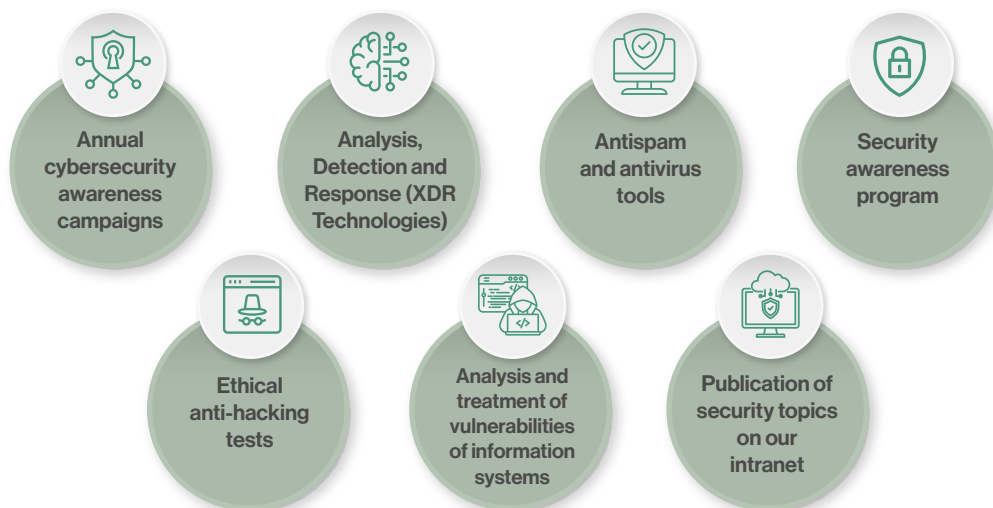 Annual
cybersecurity
awareness
campaigns
Analysis,
Detection and
Response (XDR
Technologies)
Antispam
and antivirus
tools
Security
awareness
program
Ethical
anti-hacking
tests
</>
</>
Analysis and
treatment of
vulnerabilities
of information
systems
Publication of
security topics
on our
intranet